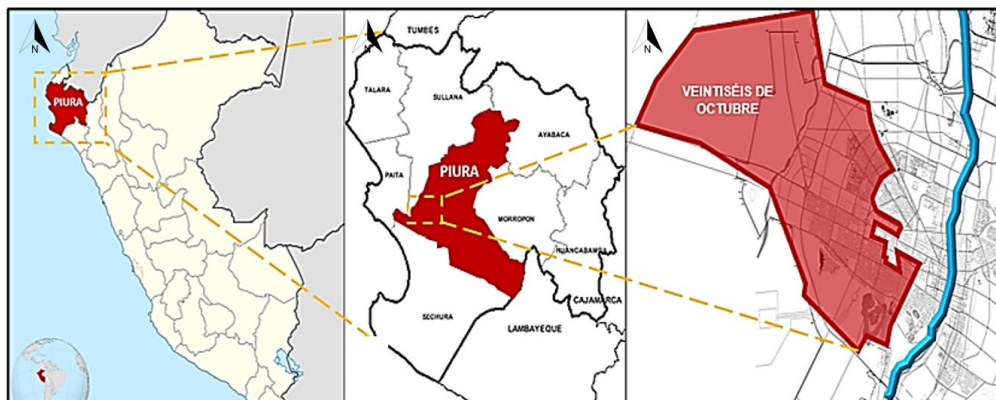 N
PIURA
N
TUMBES
TALARA
SULLANA
AYABACA
PAITA
PIURA
MORROPON
HUANCABAMBA
CAJAMARCA
SECHURA
LAMBAYEQUE
N
VEINTISÉIS DE
OCTUBRE